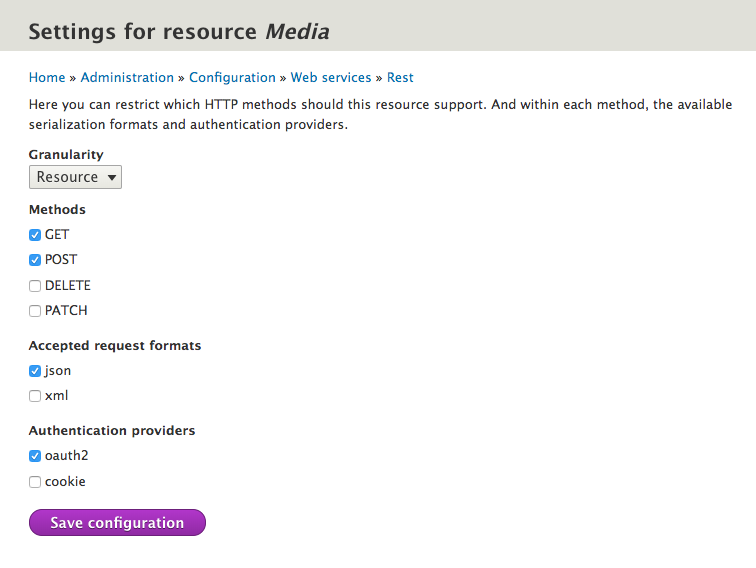 Settings for resource Media
Home » Administration » Configuration » Web services » Rest
Here you can restrict which HTTP methods should this resource support. And within each method, the available
serialization formats and authentication providers.
Granularity
Resource
Methods
GET
POST
DELETE
PATCH
Accepted request formats
json
xml
Authentication providers
oauth2
cookie
Save configuration